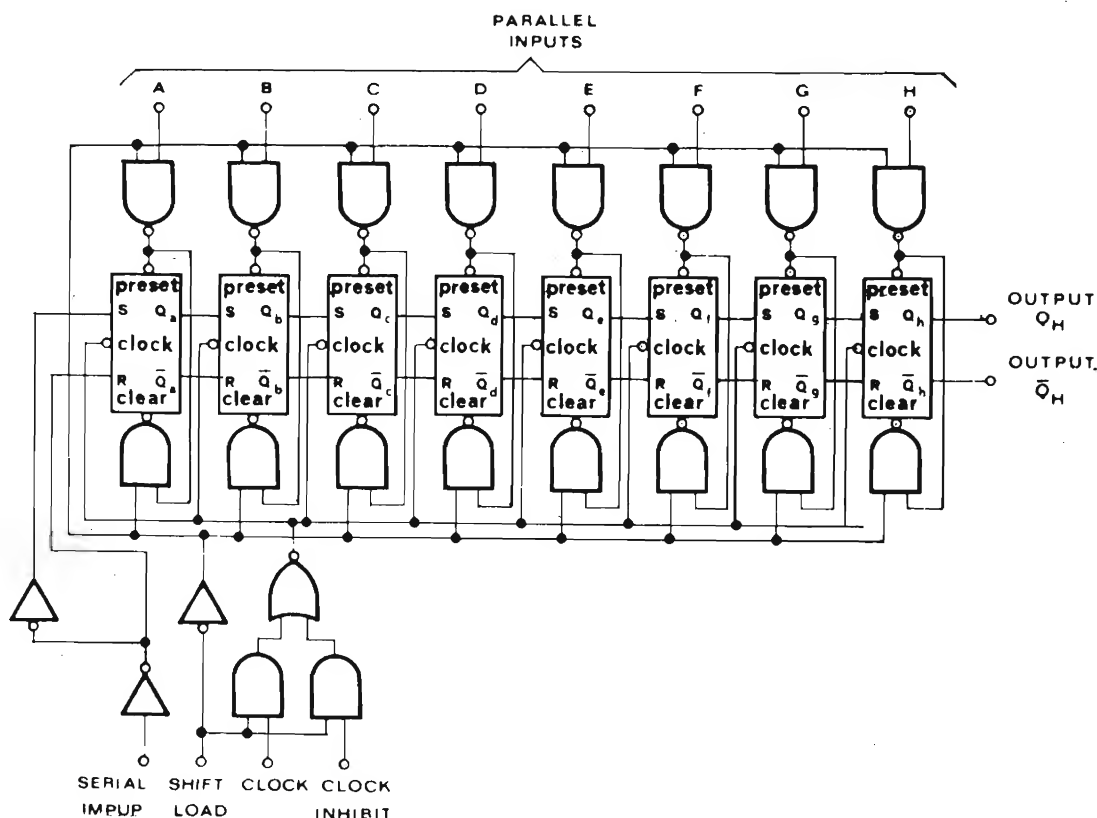 PARALLEL
INPUTS
A B C D E F G H
preset preset preset preset preset preset preset preset
S Qa S Qb S Qc S Qd S Qe S Qf S Qg S Qh
OUTPUT
QH
clock clock clock clock clock clock clock clock
R Q̅a R Q̅b R Q̅c R Q̅d R Q̅e R Q̅f R Q̅g R Q̅h
OUTPUT.
Q̅H
clear clear clear clear clear clear clear clear
SERIAL SHIFT CLOCK CLOCK
IMPUP LOAD INHIBIT